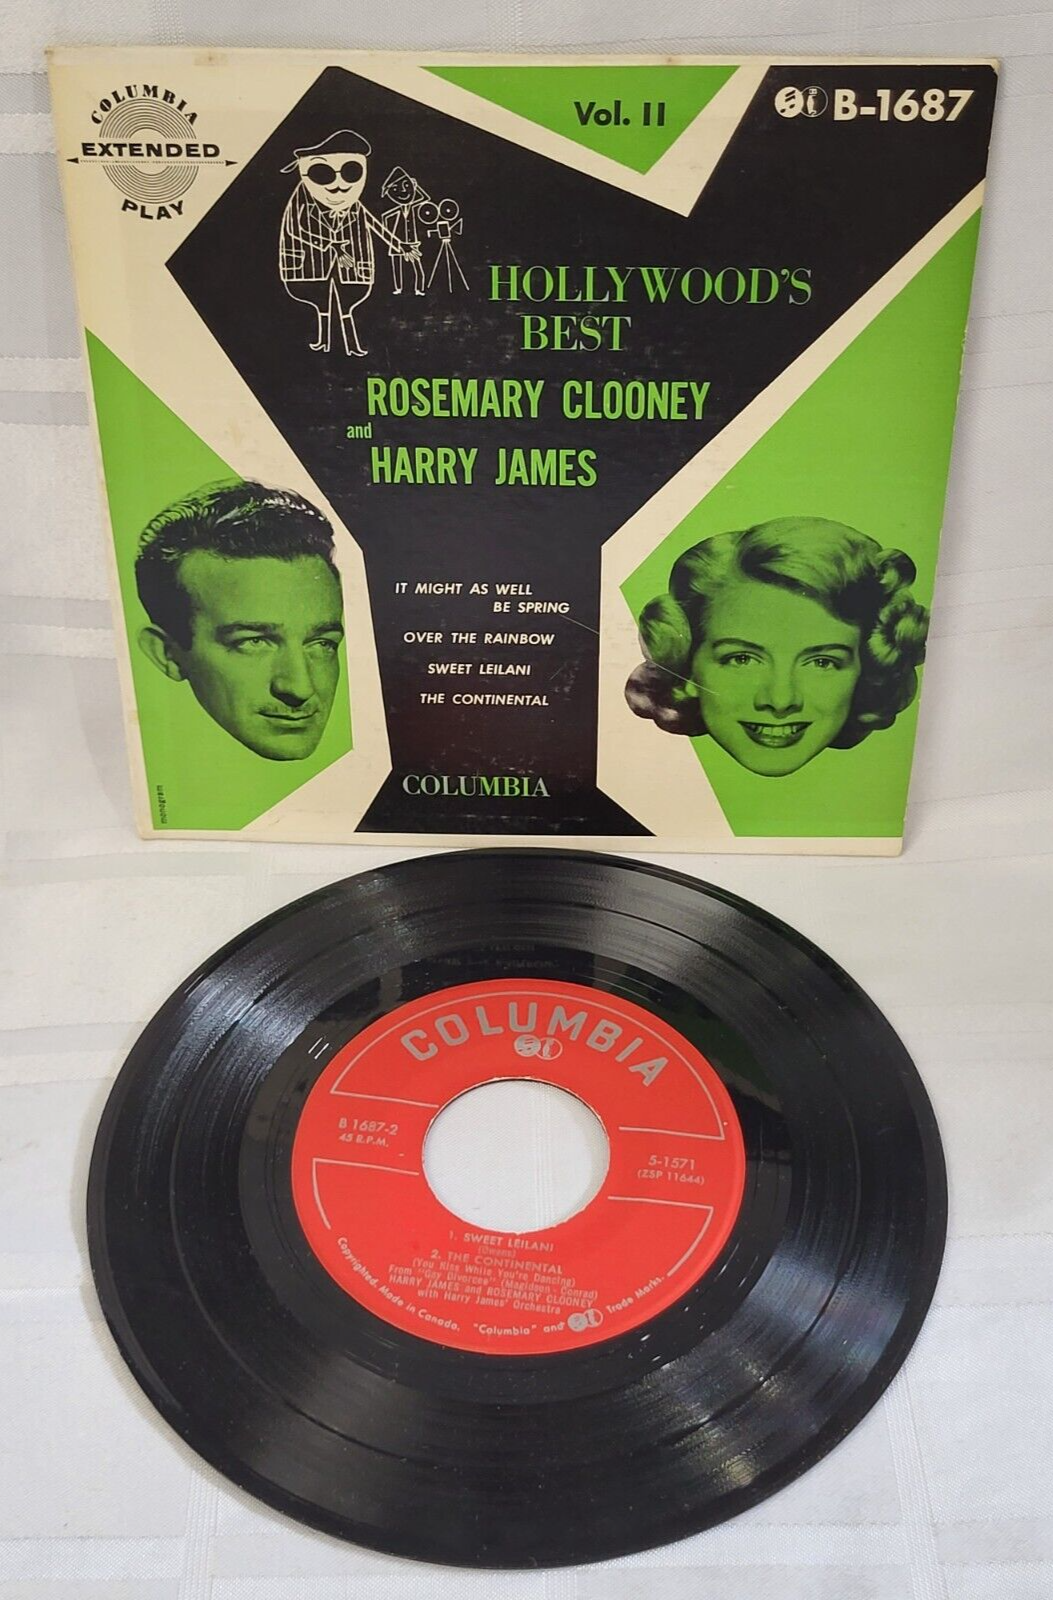 COLUMBIA
EXTENDED
PLAY
Vol. II
B-1687
HOLLYWOOD'S
BEST
ROSEMARY CLOONEY
and
HARRY JAMES
IT MIGHT AS WELL
BE SPRING
OVER THE RAINBOW
SWEET LEILANI
THE CONTINENTAL
COLUMBIA
monogram
COLUMBIA
B 1687-2
45 R.P.M.
5-1571
(ZSP 11644)
1. SWEET LEILANI
(Owens)
2. THE CONTINENTAL
(You Kiss While You're Dancing)
From "Gay Divorcee" (Magidson - Conrad)
HARRY JAMES and ROSEMARY CLOONEY
with Harry James' Orchestra
Copyrighted. Made in Canada. "Columbia" and Trade Marks.